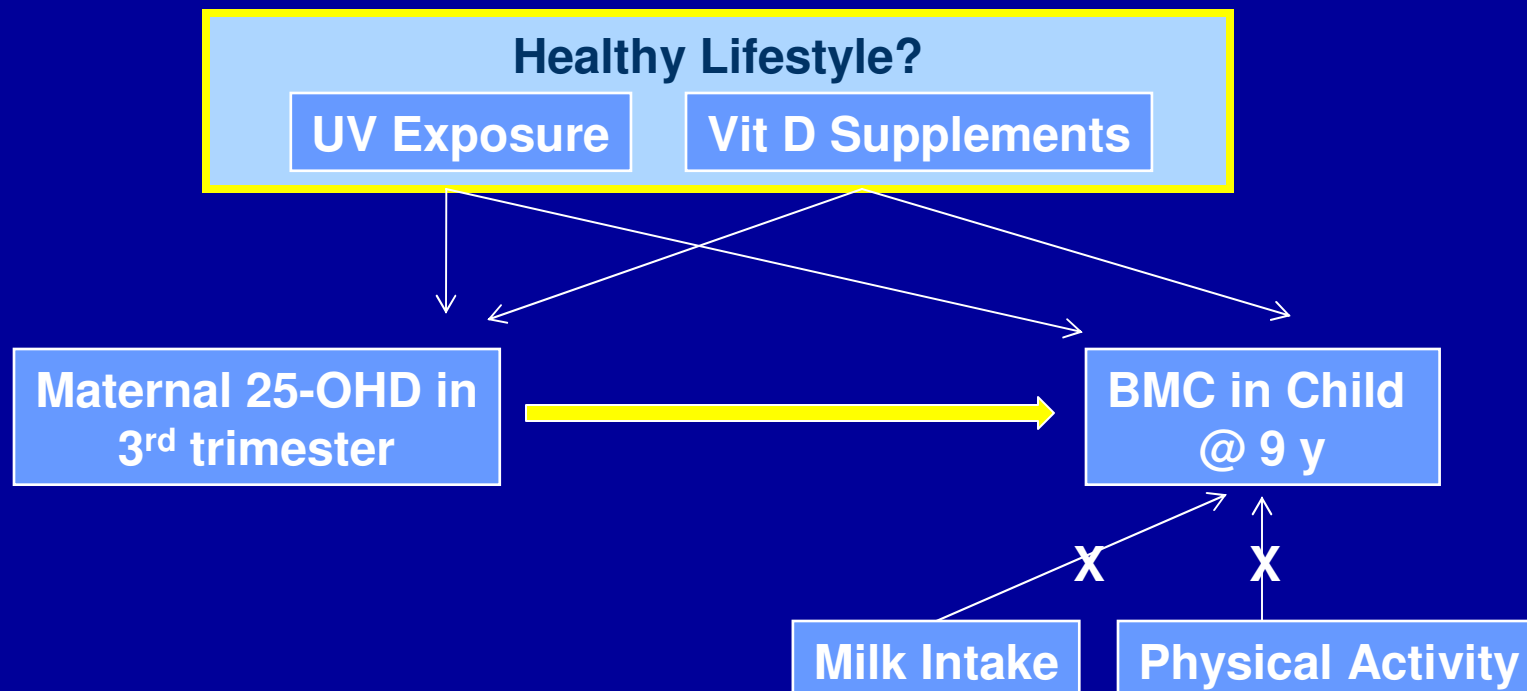 Healthy Lifestyle?
UV Exposure
Vit D Supplements
Maternal 25-OHD in
3rd trimester
BMC in Child
@ 9 y
X
X
Milk Intake
Physical Activity